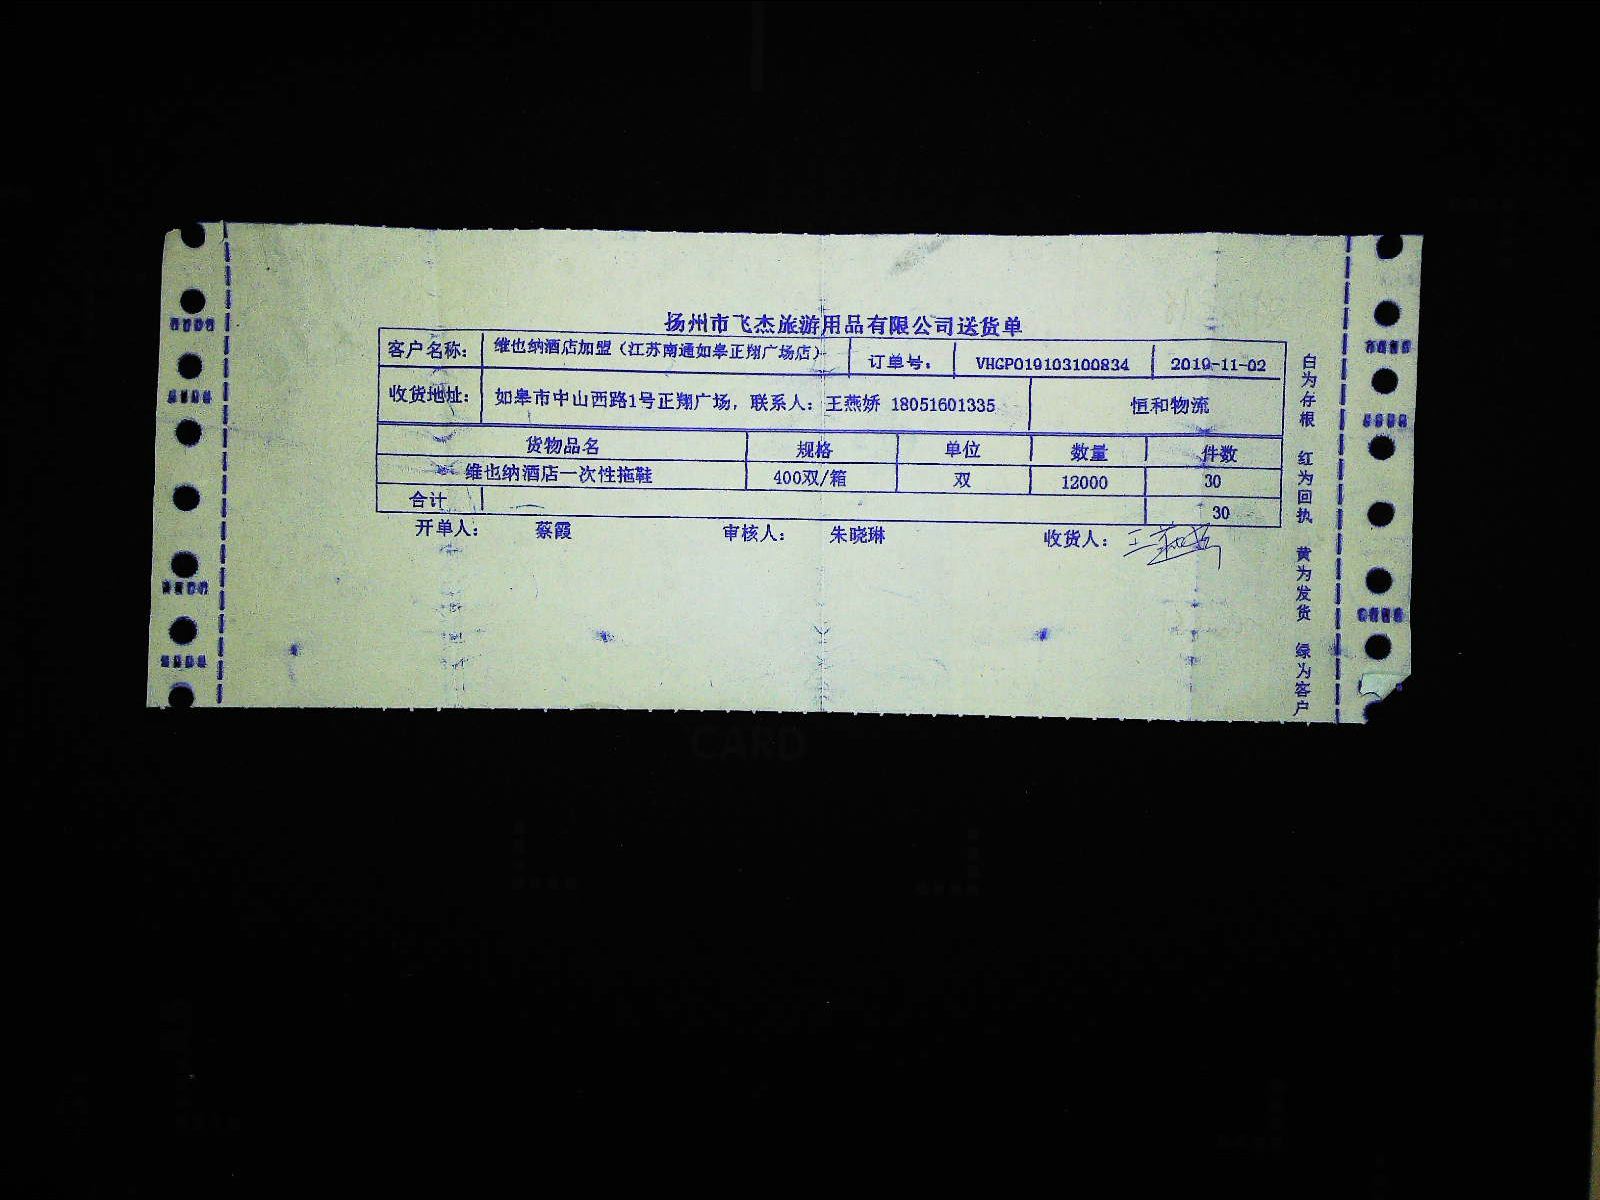 扬州市飞杰旅游用品有限公司送货单
客户名称： 维也纳酒店加盟（江苏南通如皋正翔广场店） 订单号： VHGPO19103100834 2019-11-02
收货地址： 如皋市中山西路1号正翔广场，联系人：王燕娇 18051601335 恒和物流
货物品名 规格 单位 数量 件数
维也纳酒店一次性拖鞋 400双/箱 双 12000 30
合计 30
开单人： 蔡霞 审核人： 朱晓琳 收货人：
白为存根 红为回执 黄为发货 绿为客户
CARD